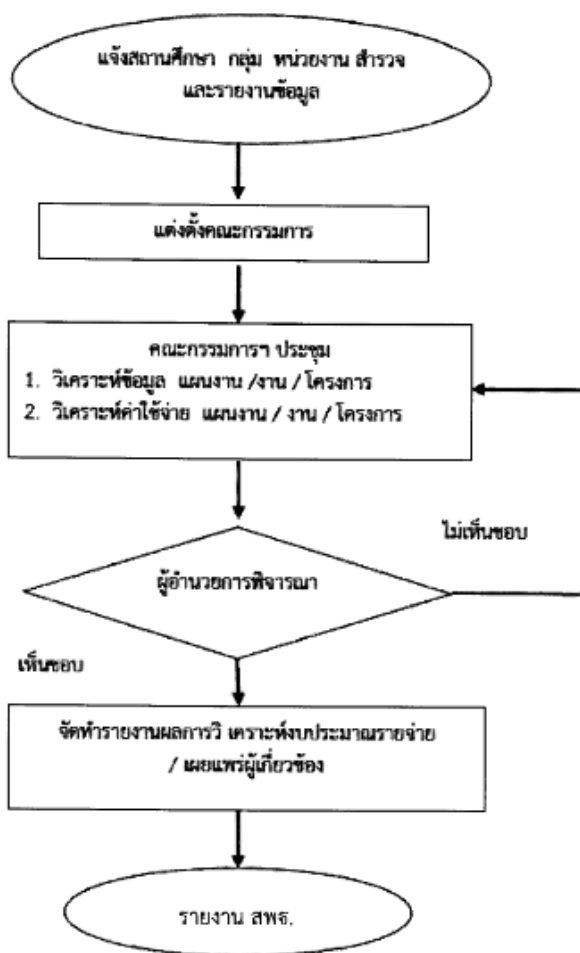 แจ้งสถานศึกษา กลุ่ม หน่วยงาน สำรวจ
และรายงานข้อมูล
แต่งตั้งคณะกรรมการ
คณะกรรมการฯ ประชุม
1. วิเคราะห์ข้อมูล แผนงาน /งาน / โครงการ
2. วิเคราะห์ค่าใช้จ่าย แผนงาน / งาน / โครงการ
ไม่เห็นชอบ
ผู้อำนวยการพิจารณา
เห็นชอบ
จัดทำรายงานผลการวิ เคราะห์งบประมาณรายจ่าย
/ เผยแพร่ผู้เกี่ยวข้อง
รายงาน สพฐ.